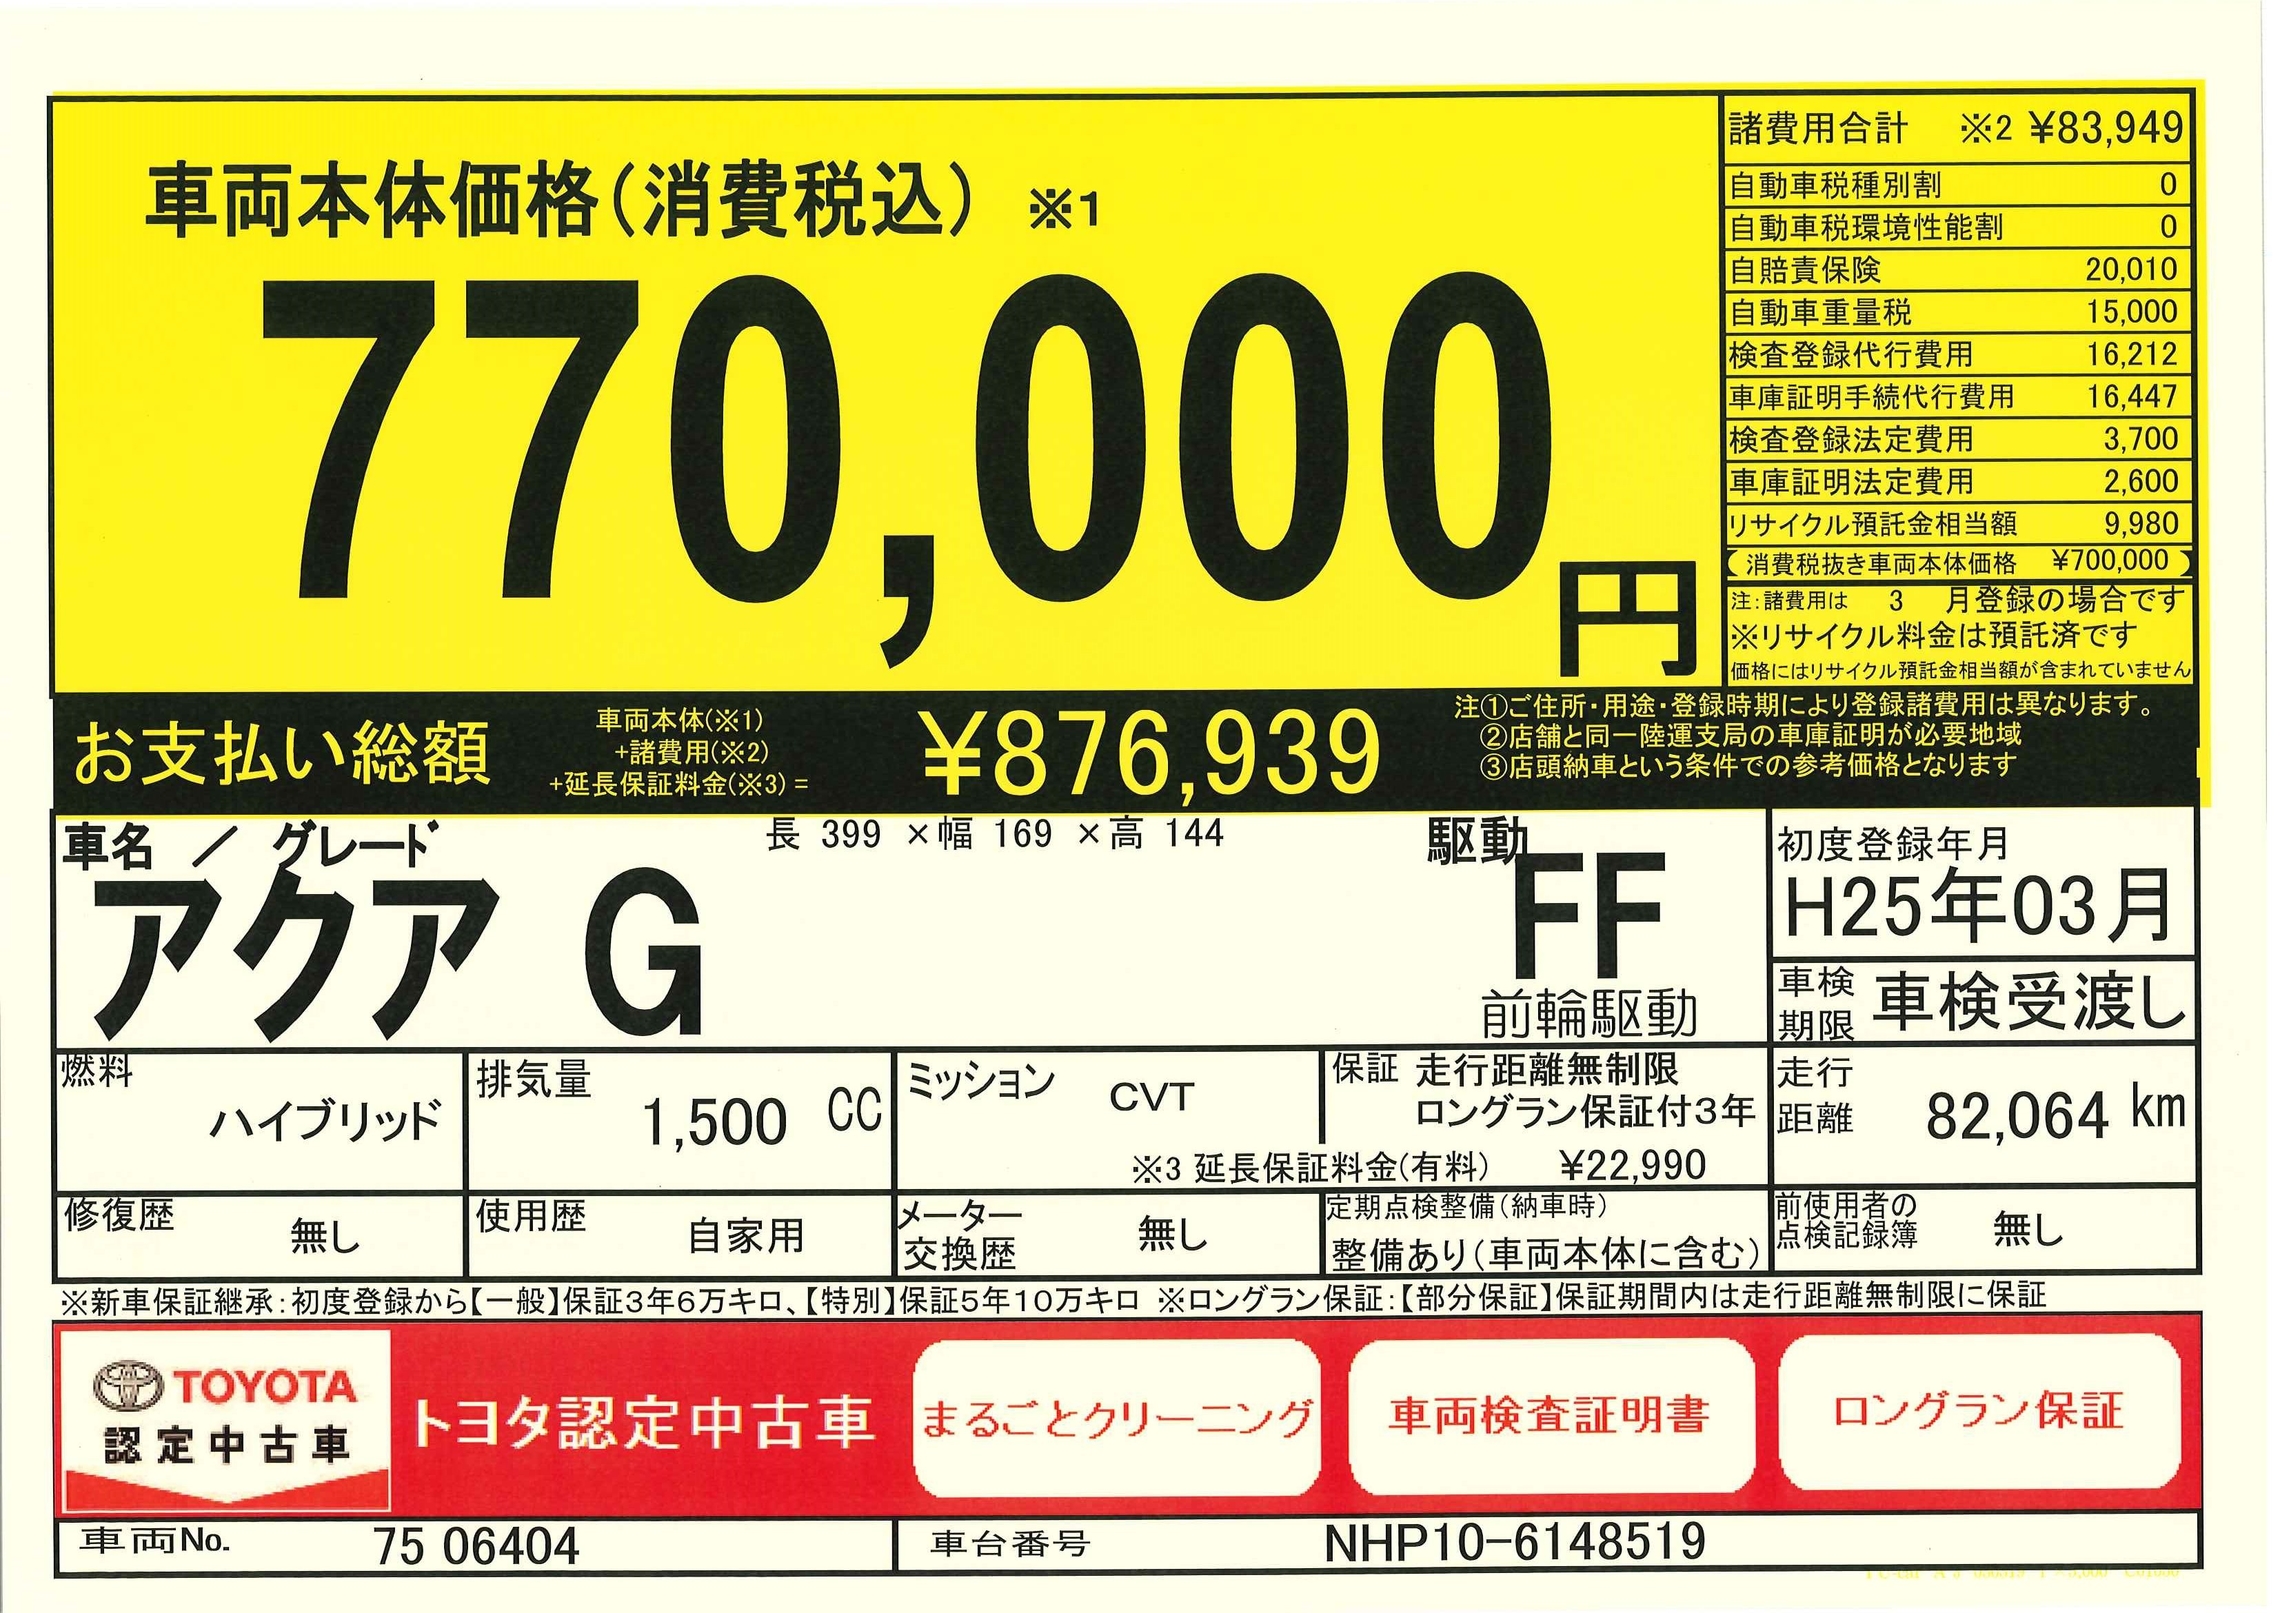 車両本体価格(消費税込) ※1
770,000円
諸費用合計 ※2 ¥83,949
自動車税種別割 0
自動車税環境性能割 0
自賠責保険 20,010
自動車重量税 15,000
検査登録代行費用 16,212
車庫証明手続代行費用 16,447
検査登録法定費用 3,700
車庫証明法定費用 2,600
リサイクル預託金相当額 9,980
(消費税抜き車両本体価格 ¥700,000)
注:諸費用は 3 月登録の場合です
※リサイクル料金は預託済です
価格にはリサイクル預託金相当額が含まれていません
お支払い総額
車両本体(※1)
+諸費用(※2)
+延長保証料金(※3)=
¥876,939
注①ご住所・用途・登録時期により登録諸費用は異なります。
②店舗と同一陸運支局の車庫証明が必要地域
③店頭納車という条件での参考価格となります
車名 / グレード
長 399 ×幅 169 ×高 144
アクア G
駆動
FF
前輪駆動
初度登録年月
H25年03月
車検期限 車検受渡し
燃料
ハイブリッド
排気量
1,500 CC
ミッション CVT
保証 走行距離無制限
ロングラン保証付3年
※3 延長保証料金(有料) ¥22,990
走行距離 82,064 km
修復歴 無し
使用歴 自家用
メーター交換歴 無し
定期点検整備(納車時)
整備あり(車両本体に含む)
前使用者の点検記録簿 無し
※新車保証継承:初度登録から【一般】保証3年6万キロ、【特別】保証5年10万キロ ※ロングラン保証:【部分保証】保証期間内は走行距離無制限に保証
TOYOTA
認定中古車
トヨタ認定中古車
まるごとクリーニング
車両検査証明書
ロングラン保証
車両No. 75 06404
車台番号 NHP10-6148519